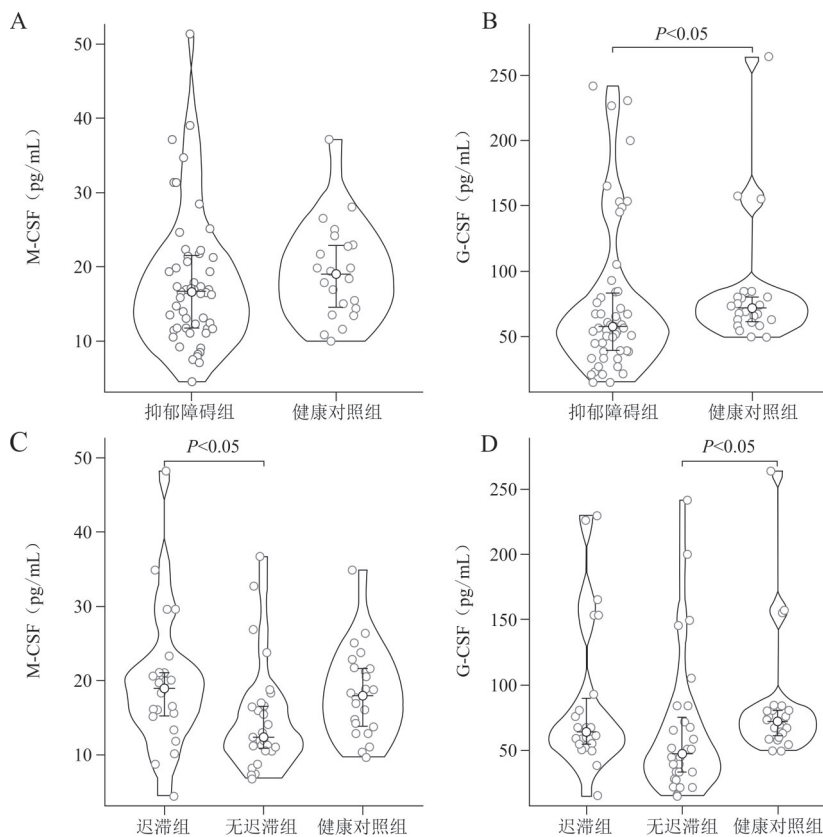 A
M-CSF（pg/mL）
50
40
30
20
10
抑郁障碍组
健康对照组
B
G-CSF（pg/mL）
P<0.05
250
200
150
100
50
抑郁障碍组
健康对照组
C
M-CSF（pg/mL）
P<0.05
50
40
30
20
10
迟滞组
无迟滞组
健康对照组
D
G-CSF（pg/mL）
P<0.05
250
200
150
100
50
迟滞组
无迟滞组
健康对照组